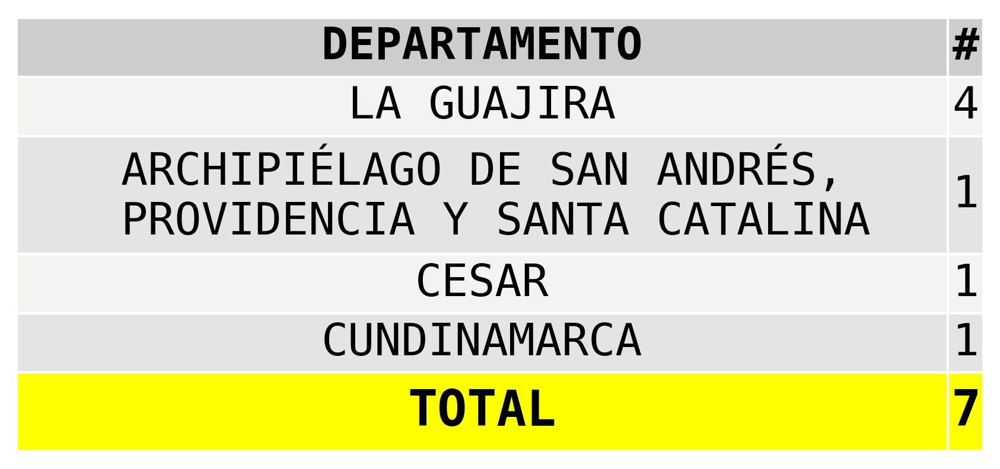 DEPARTAMENTO #
LA GUAJIRA 4
ARCHIPIÉLAGO DE SAN ANDRÉS,
PROVIDENCIA Y SANTA CATALINA 1
CESAR 1
CUNDINAMARCA 1
TOTAL 7